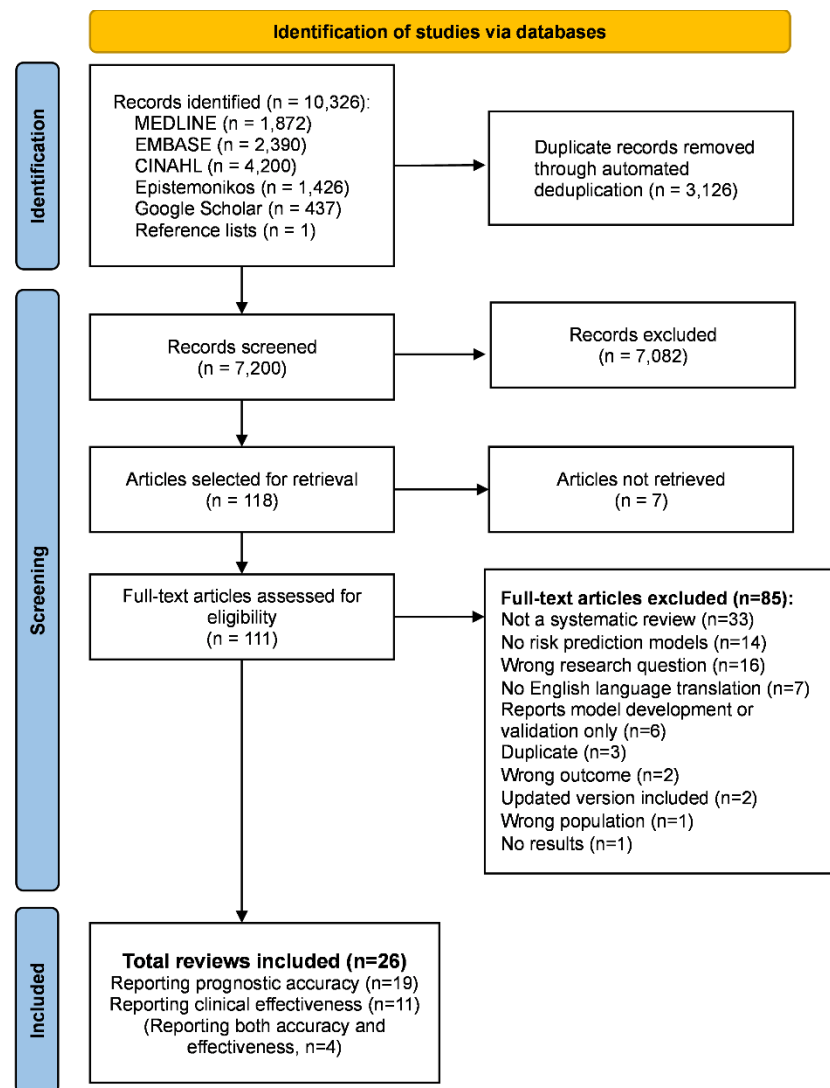 Identification of studies via databases
Identification
Records identified (n = 10,326):
MEDLINE (n = 1,872)
EMBASE (n = 2,390)
CINAHL (n = 4,200)
Epistemonikos (n = 1,426)
Google Scholar (n = 437)
Reference lists (n = 1)
Duplicate records removed
through automated
deduplication (n = 3,126)
Screening
Records screened
(n = 7,200)
Records excluded
(n = 7,082)
Articles selected for retrieval
(n = 118)
Articles not retrieved
(n = 7)
Full-text articles assessed for
eligibility
(n = 111)
Full-text articles excluded (n=85):
Not a systematic review (n=33)
No risk prediction models (n=14)
Wrong research question (n=16)
No English language translation (n=7)
Reports model development or
validation only (n=6)
Duplicate (n=3)
Wrong outcome (n=2)
Updated version included (n=2)
Wrong population (n=1)
No results (n=1)
Included
Total reviews included (n=26)
Reporting prognostic accuracy (n=19)
Reporting clinical effectiveness (n=11)
(Reporting both accuracy and
effectiveness, n=4)